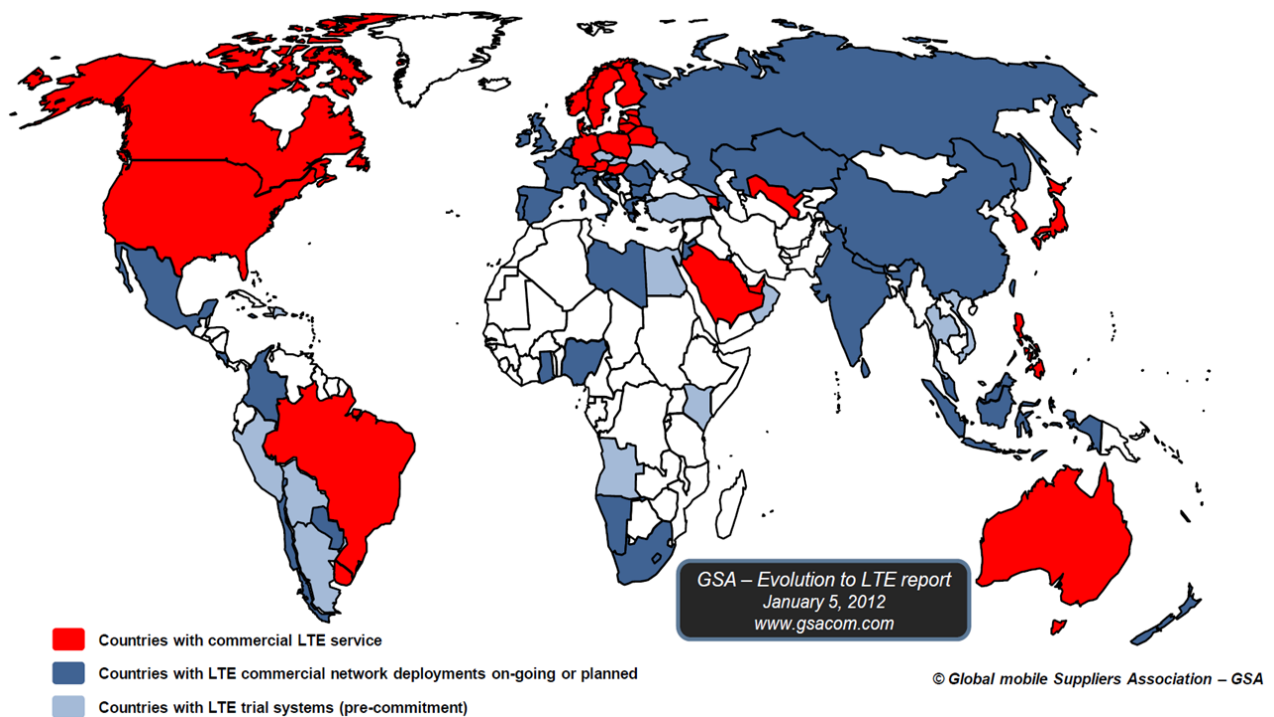 GSA – Evolution to LTE report
January 5, 2012
www.gsacom.com
Countries with commercial LTE service
Countries with LTE commercial network deployments on-going or planned
Countries with LTE trial systems (pre-commitment)
© Global mobile Suppliers Association – GSA